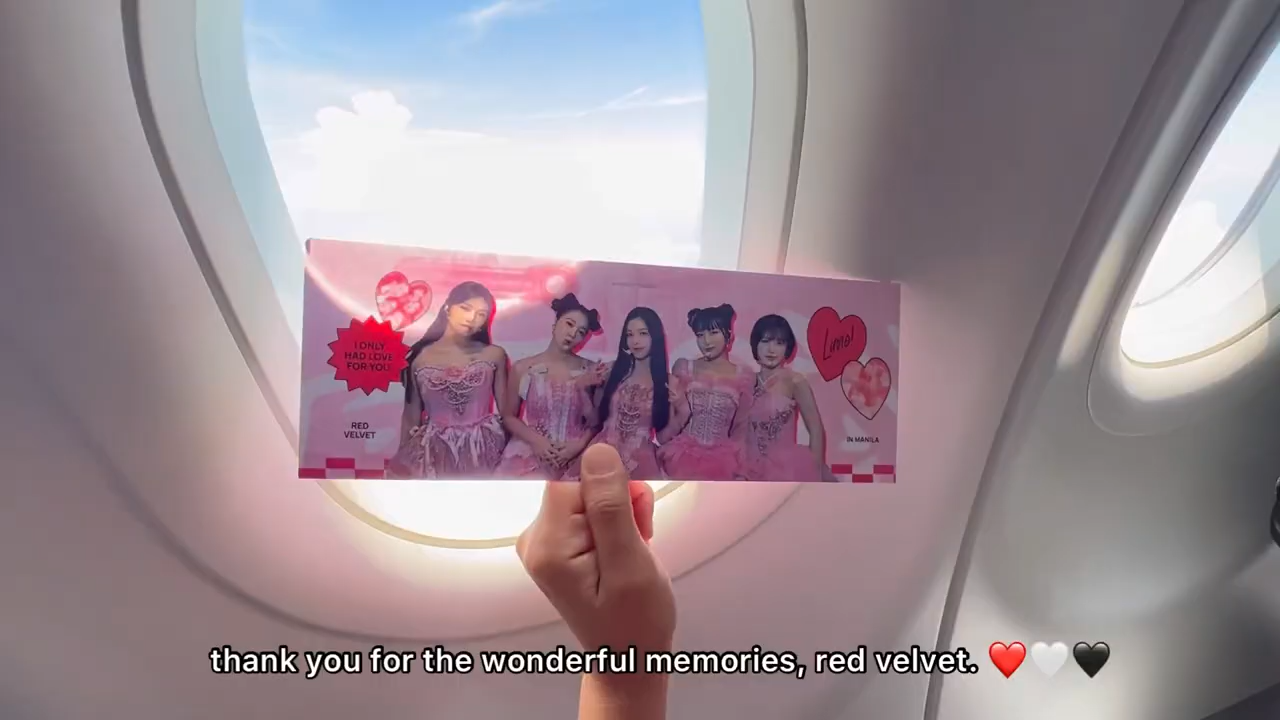 I ONLY
HAD LOVE
FOR YOU
RED
VELVET
IN MANILA
thank you for the wonderful memories, red velvet. ❤️🤍🖤